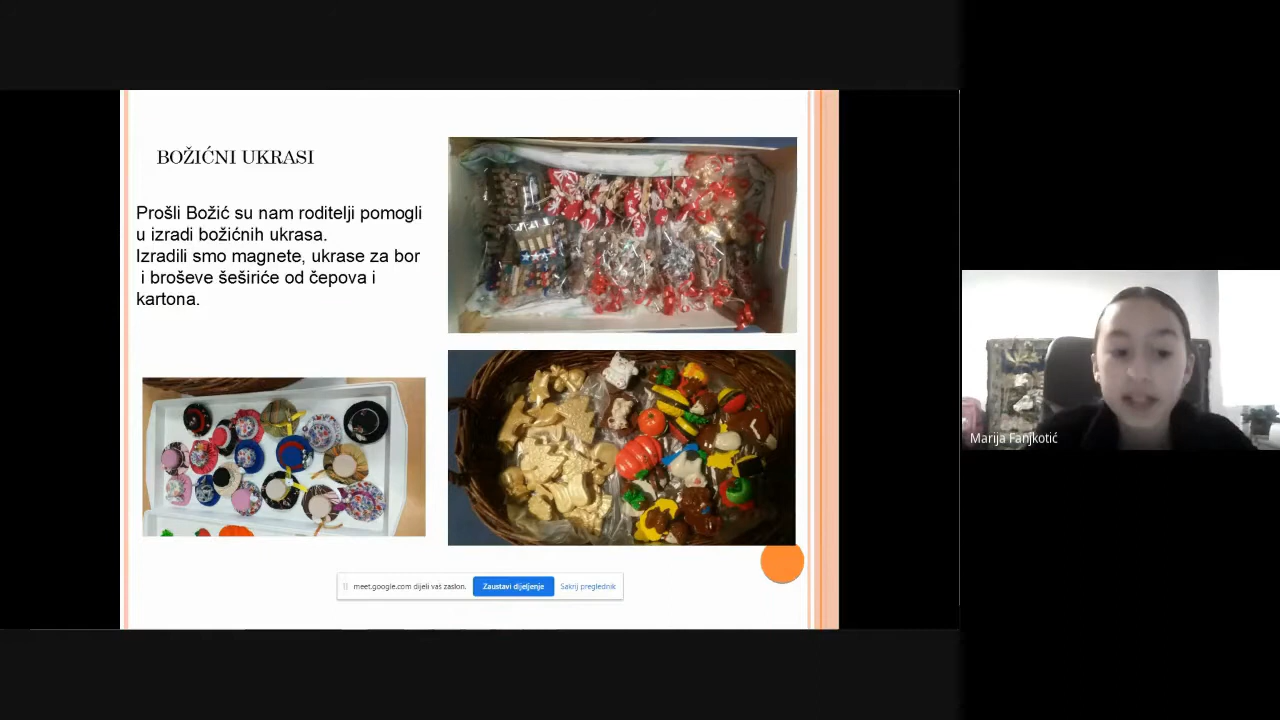 BOŽIĆNI UKRASI
Prošli Božić su nam roditelji pomogli
u izradi božićnih ukrasa.
Izradili smo magnete, ukrase za bor
i broševe šeširiće od čepova i
kartona.
meet.google.com dijeli vaš zaslon. Zaustavi dijeljenje Sakrij preglednik
Marija Fanjkotić